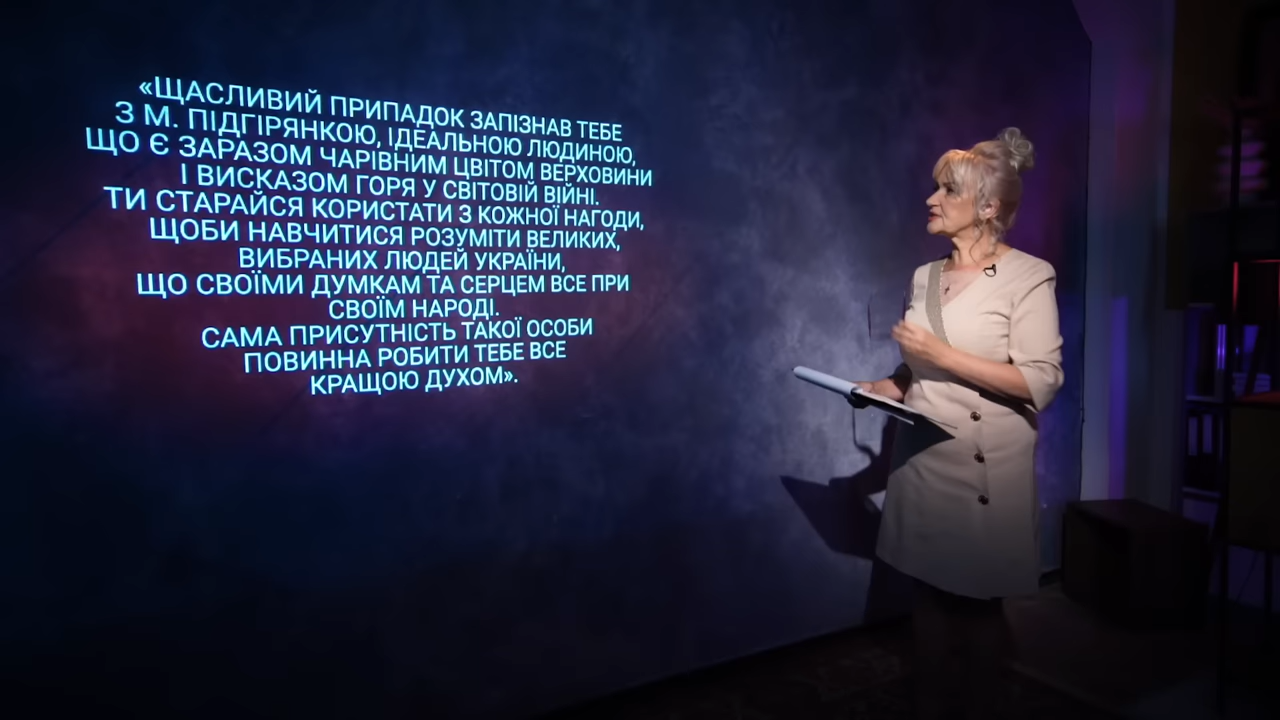 «ЩАСЛИВИЙ ПРИПАДОК ЗАПІЗНАВ ТЕБЕ
З М. ПІДГІРЯНКОЮ, ІДЕАЛЬНОЮ ЛЮДИНОЮ,
ЩО Є ЗАРАЗОМ ЧАРІВНИМ ЦВІТОМ ВЕРХОВИНИ
І ВИСКАЗОМ ГОРЯ У СВІТОВІЙ ВІЙНІ.
ТИ СТАРАЙСЯ КОРИСТАТИ З КОЖНОЇ НАГОДИ,
ЩОБИ НАВЧИТИСЯ РОЗУМІТИ ВЕЛИКИХ,
ВИБРАНИХ ЛЮДЕЙ УКРАЇНИ,
ЩО СВОЇМИ ДУМКАМ ТА СЕРЦЕМ ВСЕ ПРИ
СВОЇМ НАРОДІ.
САМА ПРИСУТНІСТЬ ТАКОЇ ОСОБИ
ПОВИННА РОБИТИ ТЕБЕ ВСЕ
КРАЩОЮ ДУХОМ».